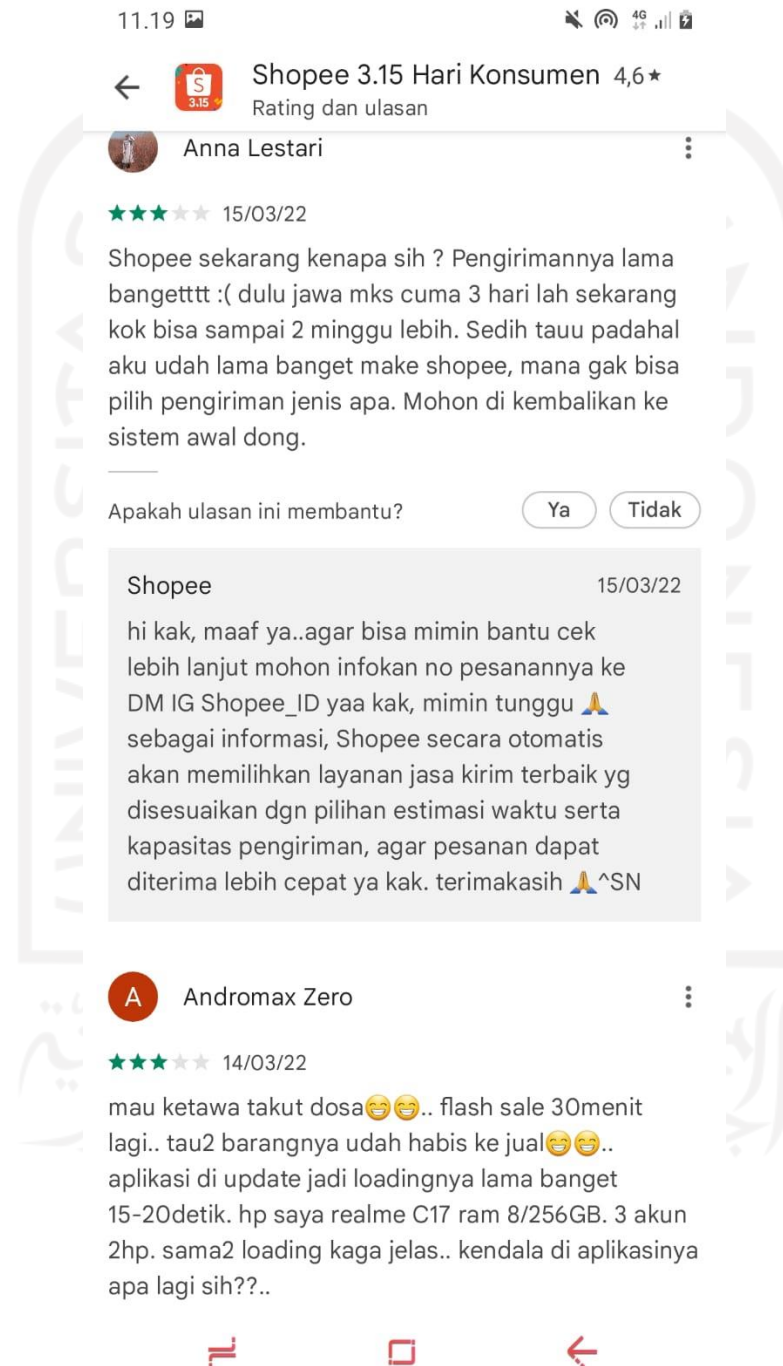 11.19
4G
Shopee 3.15 Hari Konsumen 4,6★
Rating dan ulasan
S
3.15
Anna Lestari
15/03/22
Shopee sekarang kenapa sih ? Pengirimannya lama
bangetttt :( dulu jawa mks cuma 3 hari lah sekarang
kok bisa sampai 2 minggu lebih. Sedih tauu padahal
aku udah lama banget make shopee, mana gak bisa
pilih pengiriman jenis apa. Mohon di kembalikan ke
sistem awal dong.
Apakah ulasan ini membantu?
Ya
Tidak
Shopee 15/03/22
hi kak, maaf ya..agar bisa mimin bantu cek
lebih lanjut mohon infokan no pesanannya ke
DM IG Shopee_ID yaa kak, mimin tunggu 🙏
sebagai informasi, Shopee secara otomatis
akan memilihkan layanan jasa kirim terbaik yg
disesuaikan dgn pilihan estimasi waktu serta
kapasitas pengiriman, agar pesanan dapat
diterima lebih cepat ya kak. terimakasih 🙏^SN
A
Andromax Zero
14/03/22
mau ketawa takut dosa😁😁.. flash sale 30menit
lagi.. tau2 barangnya udah habis ke jual😁😁..
aplikasi di update jadi loadingnya lama banget
15-20detik. hp saya realme C17 ram 8/256GB. 3 akun
2hp. sama2 loading kaga jelas.. kendala di aplikasinya
apa lagi sih??..